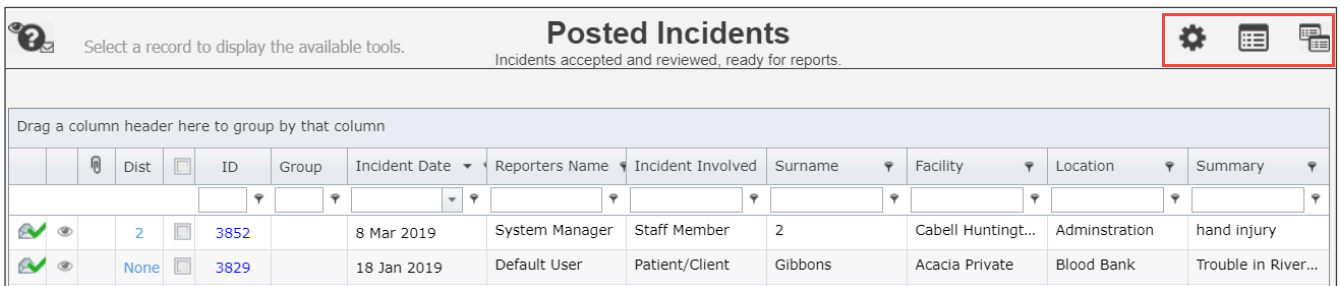 Posted Incidents
Select a record to display the available tools.
Incidents accepted and reviewed, ready for reports.
Drag a column header here to group by that column
Dist ID Group Incident Date Reporters Name Incident Involved Surname Facility Location Summary
2 3852 8 Mar 2019 System Manager Staff Member 2 Cabell Huntingt... Adminstration hand injury
None 3829 18 Jan 2019 Default User Patient/Client Gibbons Acacia Private Blood Bank Trouble in River...